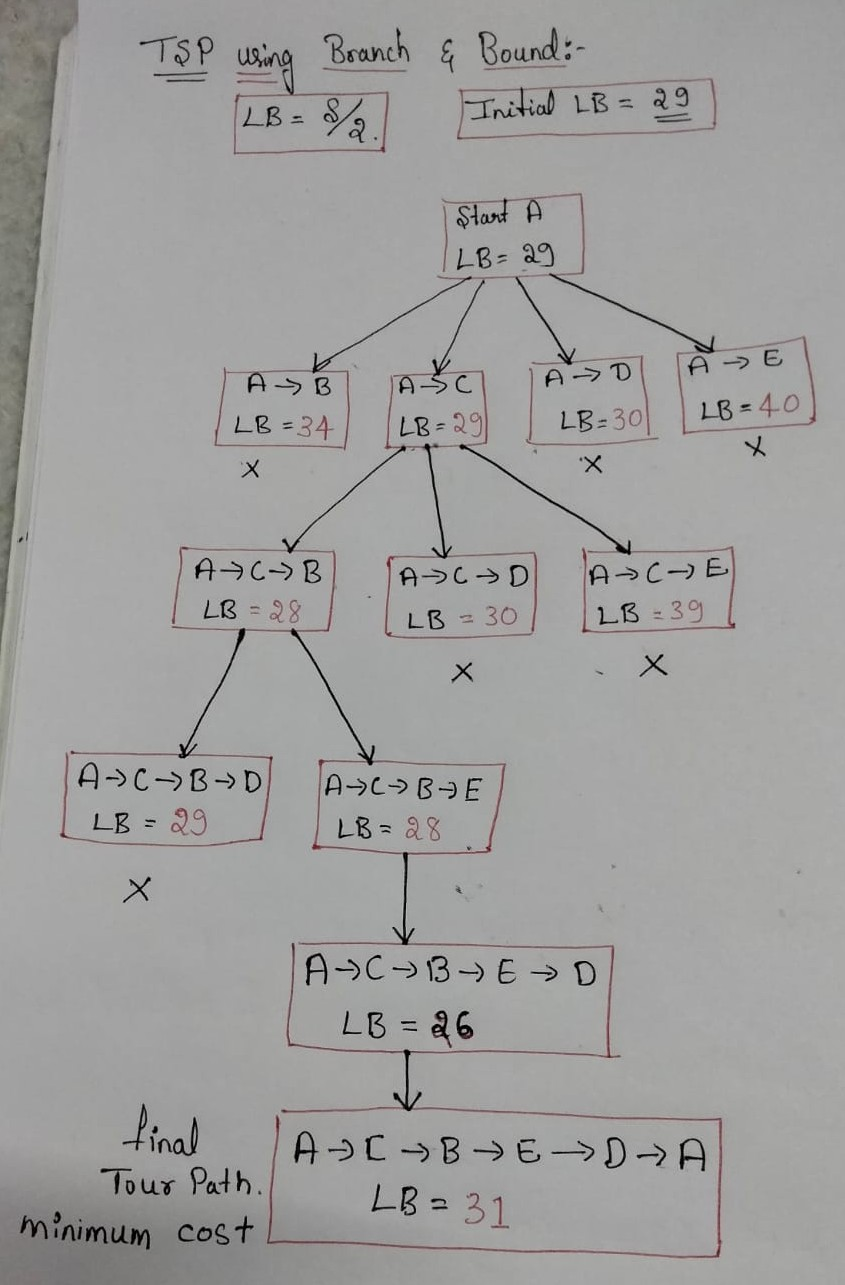 TSP using Branch & Bound:-
LB = S/2.
Initial LB = 29
Start A
LB = 29
A → B
LB = 34
A → C
LB = 29
A → D
LB = 30
A → E
LB = 40
X
X
X
A → C → B
LB = 28
A → C → D
LB = 30
A → C → E
LB = 39
X
X
A → C → B → D
LB = 29
A → C → B → E
LB = 28
X
A → C → B → E → D
LB = 26
final
Tour Path.
minimum cost
A → C → B → E → D → A
LB = 31